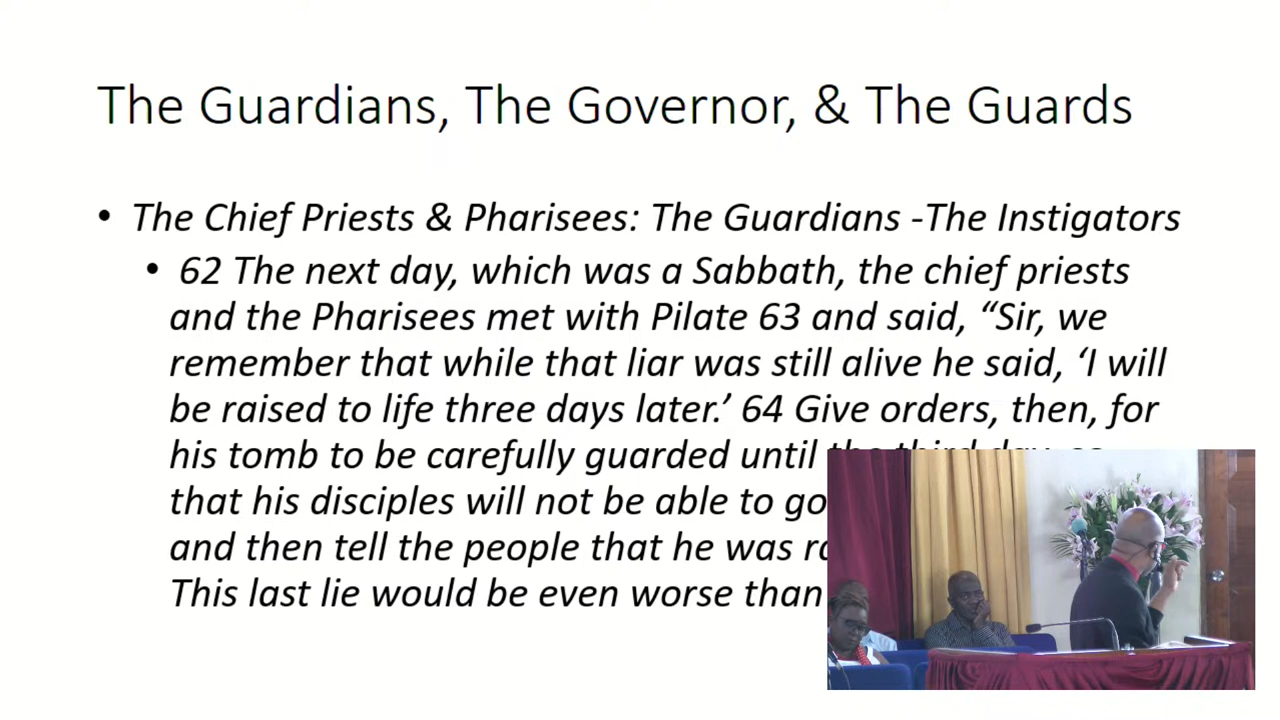 The Guardians, The Governor, & The Guards
• The Chief Priests & Pharisees: The Guardians -The Instigators
• 62 The next day, which was a Sabbath, the chief priests
and the Pharisees met with Pilate 63 and said, “Sir, we
remember that while that liar was still alive he said, ‘I will
be raised to life three days later.’ 64 Give orders, then, for
his tomb to be carefully guarded until the third day, so
that his disciples will not be able to go
and then tell the people that he was
This last lie would be even worse than